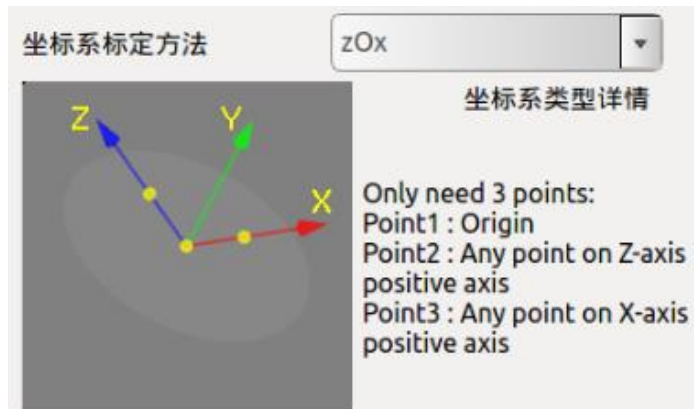 坐标系标定方法 zOx
坐标系类型详情
Z Y
X
Only need 3 points:
Point1 : Origin
Point2 : Any point on Z-axis
positive axis
Point3 : Any point on X-axis
positive axis